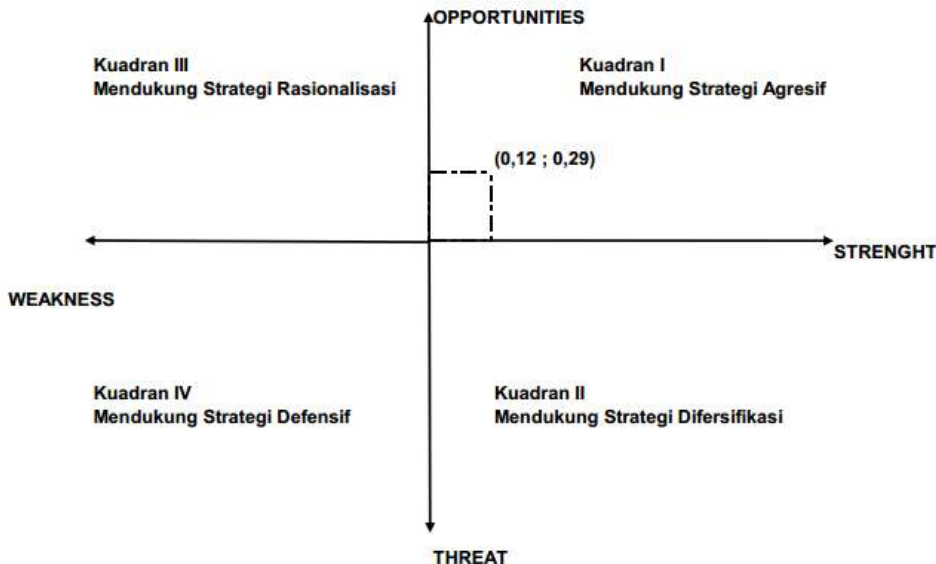 OPPORTUNITIES
Kuadran III
Mendukung Strategi Rasionalisasi
Kuadran I
Mendukung Strategi Agresif
(0,12 ; 0,29)
STRENGHT
WEAKNESS
Kuadran IV
Mendukung Strategi Defensif
Kuadran II
Mendukung Strategi Difersifikasi
THREAT